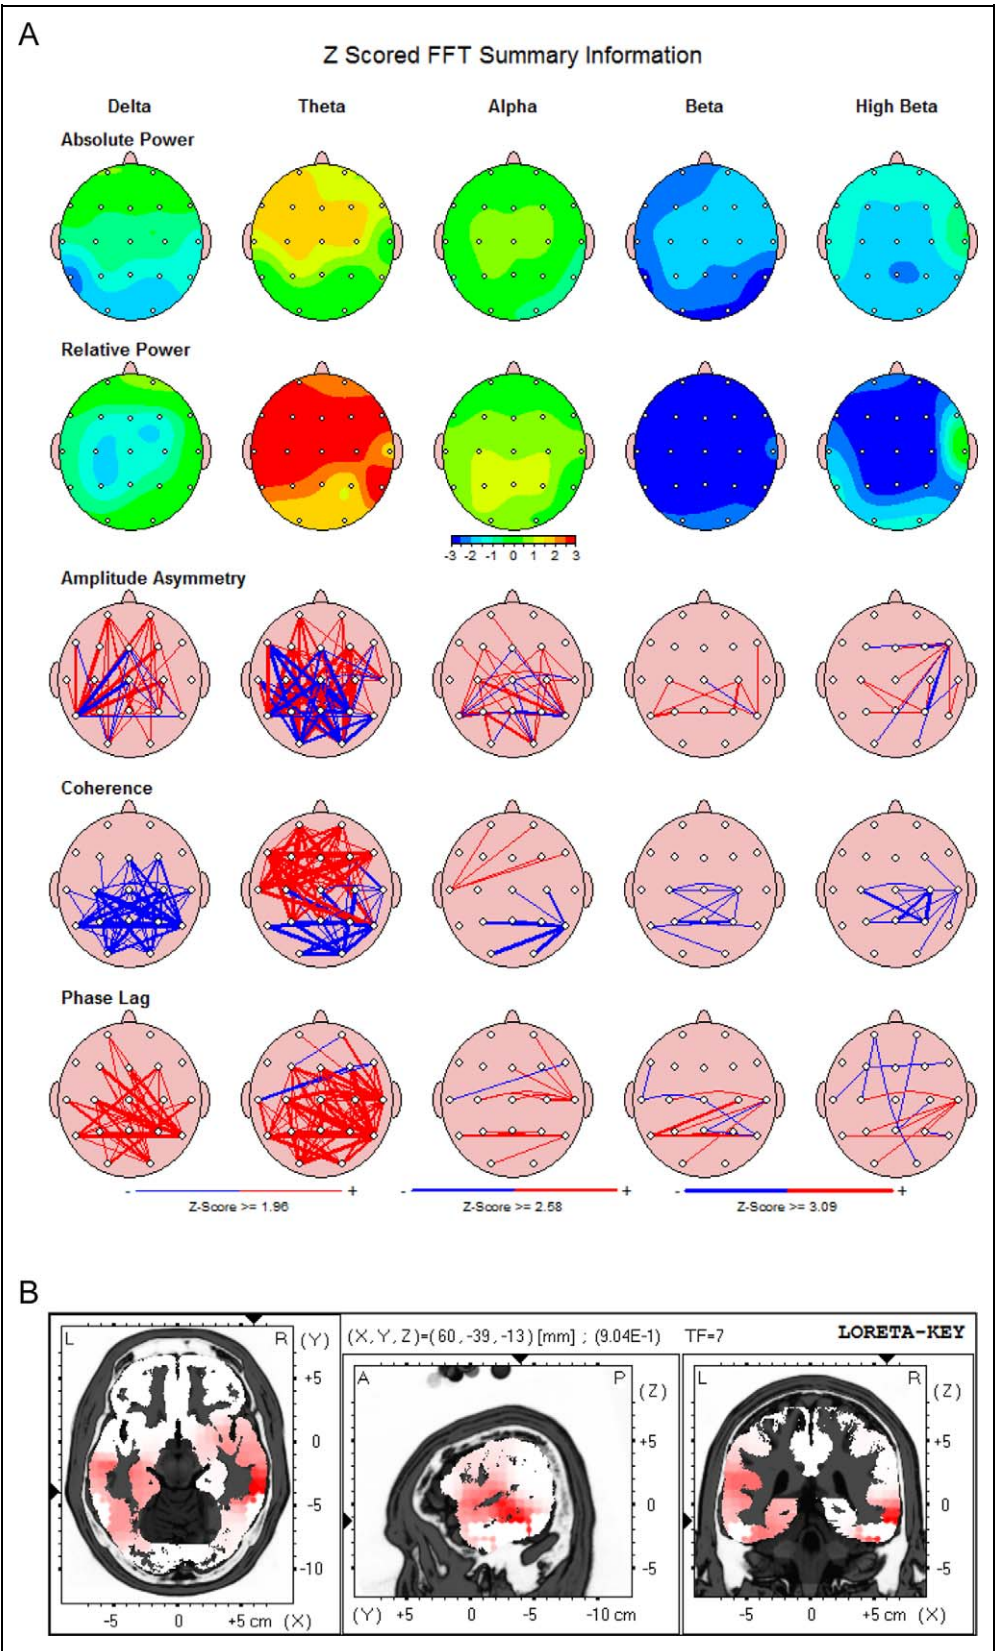 A
Z Scored FFT Summary Information
Delta Theta Alpha Beta High Beta
Absolute Power
Relative Power
-3 -2 -1 0 1 2 3
Amplitude Asymmetry
Coherence
Phase Lag
- + - + - +
Z-Score >= 1.96 Z-Score >= 2.58 Z-Score >= 3.09
B
L R (Y) (X,Y,Z)=(60,-39,-13)[mm] ; (9.04E-1) TF=7 LORETA-KEY
A P (Z) L R (Z)
+5 0 -5 -10
+5 0 -5
+5 0 -5
-5 0 +5 cm (X) (Y) +5 0 -5 -10 cm -5 0 +5 cm (X)